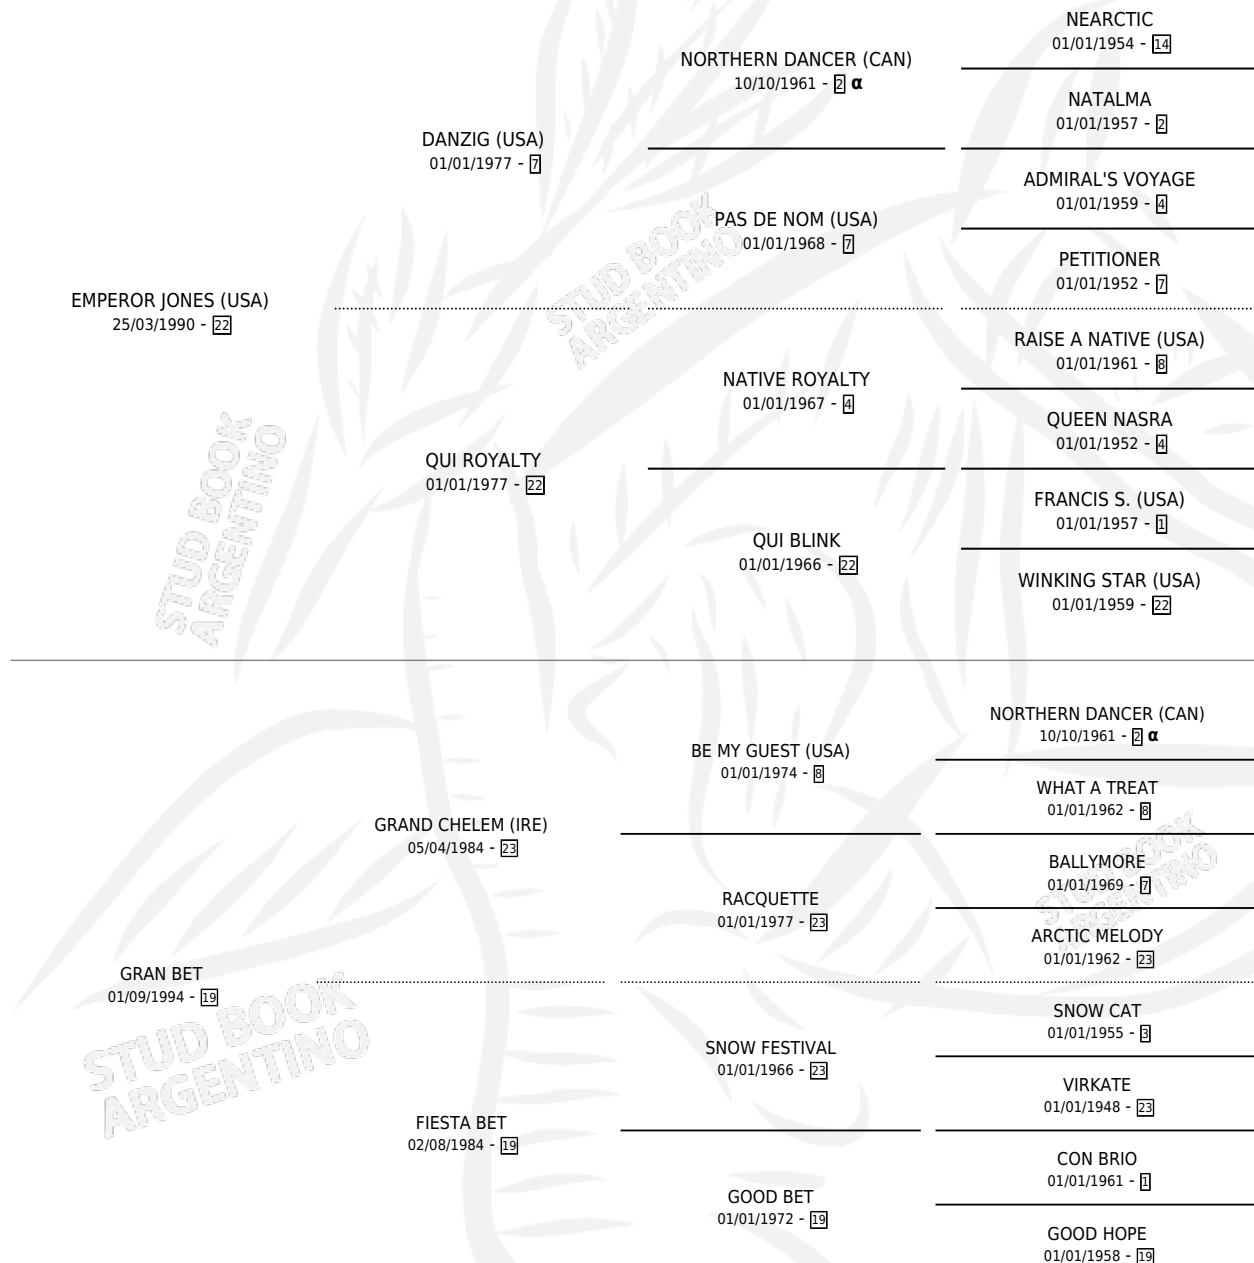 NEARCTIC
01/01/1954 - 14
NORTHERN DANCER (CAN)
10/10/1961 - 2 α
NATALMA
01/01/1957 - 2
DANZIG (USA)
01/01/1977 - 7
ADMIRAL'S VOYAGE
01/01/1959 - 4
PAS DE NOM (USA)
01/01/1968 - 7
PETITIONER
01/01/1952 - 7
EMPEROR JONES (USA)
25/03/1990 - 22
RAISE A NATIVE (USA)
01/01/1961 - 8
NATIVE ROYALTY
01/01/1967 - 4
QUEEN NASRA
01/01/1952 - 4
QUI ROYALTY
01/01/1977 - 22
FRANCIS S. (USA)
01/01/1957 - 1
QUI BLINK
01/01/1966 - 22
WINKING STAR (USA)
01/01/1959 - 22
NORTHERN DANCER (CAN)
10/10/1961 - 2 α
BE MY GUEST (USA)
01/01/1974 - 8
WHAT A TREAT
01/01/1962 - 8
GRAND CHELEM (IRE)
05/04/1984 - 23
BALLYMORE
01/01/1969 - 7
RACQUETTE
01/01/1977 - 23
ARCTIC MELODY
01/01/1962 - 23
GRAN BET
01/09/1994 - 19
SNOW CAT
01/01/1955 - 3
SNOW FESTIVAL
01/01/1966 - 23
VIRKATE
01/01/1948 - 23
FIESTA BET
02/08/1984 - 19
CON BRIO
01/01/1961 - 1
GOOD BET
01/01/1972 - 19
GOOD HOPE
01/01/1958 - 19
STUD BOOK
ARGENTINO
STUD BOOK
ARGENTINO
STUD BOOK
ARGENTINO
STUD BOOK
ARGENTINO